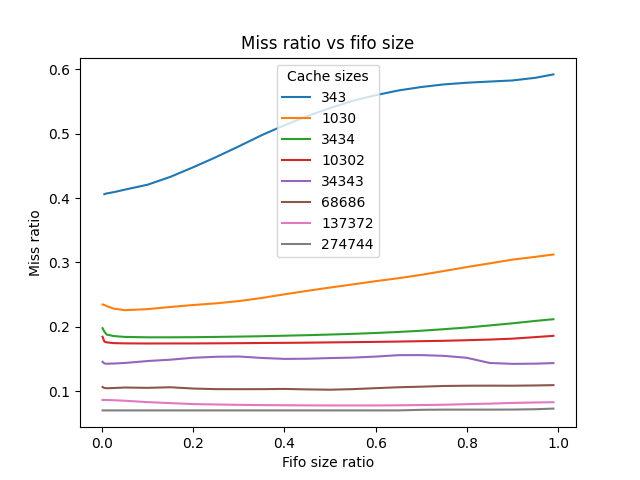 Miss ratio vs fifo size
Cache sizes
343
1030
3434
10302
34343
68686
137372
274744
Miss ratio
0.6
0.5
0.4
0.3
0.2
0.1
0.0 0.2 0.4 0.6 0.8 1.0
Fifo size ratio